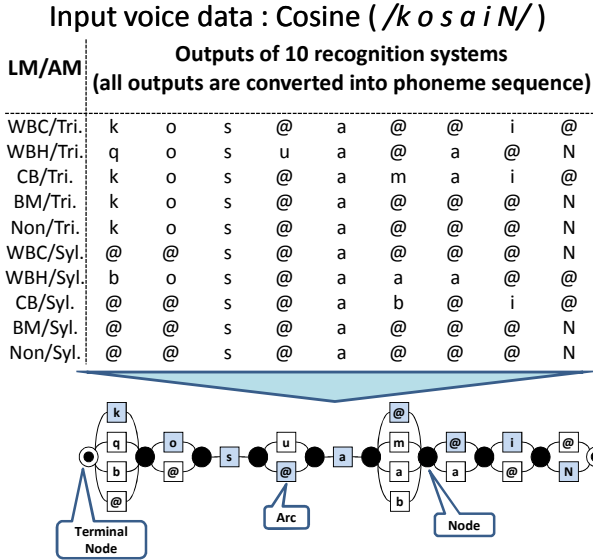 Input voice data : Cosine ( /k o s a i N/ )
LM/AM Outputs of 10 recognition systems
(all outputs are converted into phoneme sequence)
WBC/Tri. k o s @ a @ @ i @
WBH/Tri. q o s u a @ a @ N
CB/Tri. k o s @ a m a i @
BM/Tri. k o s @ a @ @ @ N
Non/Tri. k o s @ a @ @ @ N
WBC/Syl. @ @ s @ a @ @ @ N
WBH/Syl. b o s @ a a a @ @
CB/Syl. @ @ s @ a b @ i @
BM/Syl. @ @ s @ a @ @ @ N
Non/Syl. @ @ s @ a @ @ @ N
k @
q o u m @ i @
s a
b @ @ a a @ N
@ b
Terminal
Node
Arc
Node